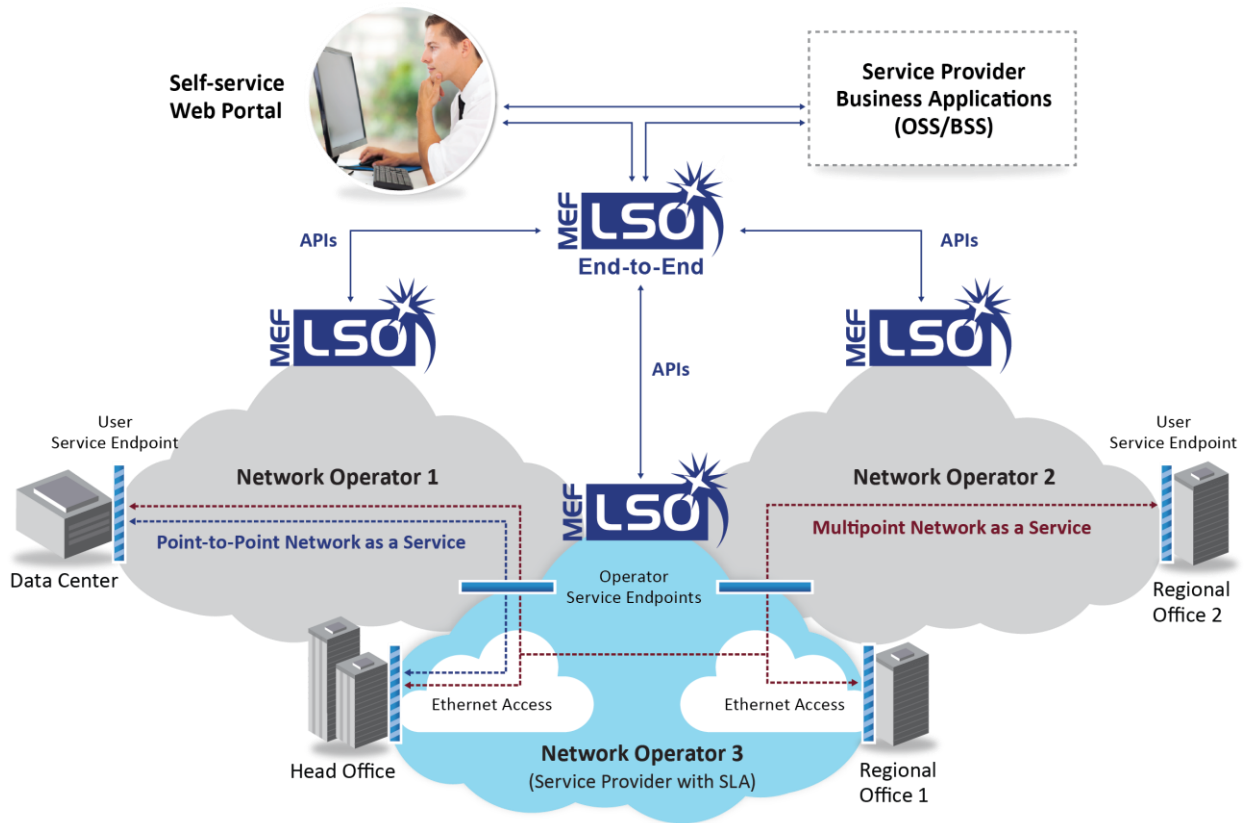 Self-service
Web Portal
Service Provider
Business Applications
(OSS/BSS)
MEF
LSO
End-to-End
APIs
APIs
MEF
LSO
MEF
LSO
APIs
User
Service Endpoint
User
Service Endpoint
Network Operator 1
Network Operator 2
MEF
LSO
Point-to-Point Network as a Service
Multipoint Network as a Service
Data Center
Operator
Service Endpoints
Regional
Office 2
Ethernet Access
Ethernet Access
Network Operator 3
(Service Provider with SLA)
Head Office
Regional
Office 1